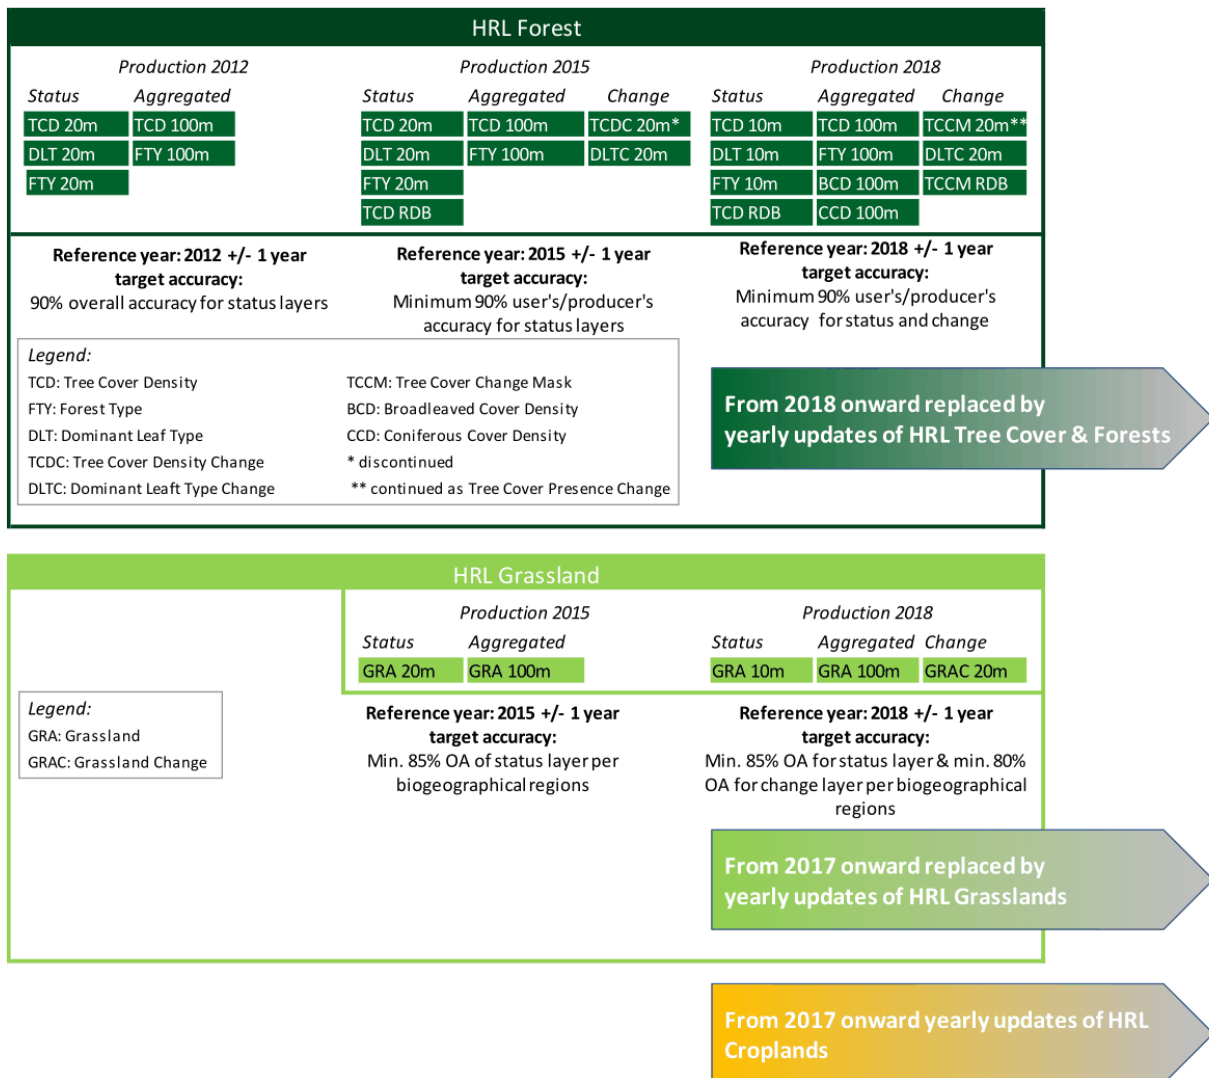 HRL Forest
Production 2012
Status Aggregated
TCD 20m TCD 100m
DLT 20m FTY 100m
FTY 20m
Production 2015
Status Aggregated Change
TCD 20m TCD 100m TCDC 20m*
DLT 20m FTY 100m DLTC 20m
FTY 20m
TCD RDB
Production 2018
Status Aggregated Change
TCD 10m TCD 100m TCCM 20m**
DLT 10m FTY 100m DLTC 20m
FTY 10m BCD 100m TCCM RDB
TCD RDB CCD 100m
Reference year: 2012 +/- 1 year
target accuracy:
90% overall accuracy for status layers
Reference year: 2015 +/- 1 year
target accuracy:
Minimum 90% user's/producer's
accuracy for status layers
Reference year: 2018 +/- 1 year
target accuracy:
Minimum 90% user's/producer's
accuracy for status and change
Legend:
TCD: Tree Cover Density
FTY: Forest Type
DLT: Dominant Leaf Type
TCDC: Tree Cover Density Change
DLTC: Dominant Leaft Type Change
TCCM: Tree Cover Change Mask
BCD: Broadleaved Cover Density
CCD: Coniferous Cover Density
* discontinued
** continued as Tree Cover Presence Change
From 2018 onward replaced by
yearly updates of HRL Tree Cover & Forests
HRL Grassland
Production 2015
Status Aggregated
GRA 20m GRA 100m
Production 2018
Status Aggregated Change
GRA 10m GRA 100m GRAC 20m
Legend:
GRA: Grassland
GRAC: Grassland Change
Reference year: 2015 +/- 1 year
target accuracy:
Min. 85% OA of status layer per
biogeographical regions
Reference year: 2018 +/- 1 year
target accuracy:
Min. 85% OA for status layer & min. 80%
OA for change layer per biogeographical
regions
From 2017 onward replaced by
yearly updates of HRL Grasslands
From 2017 onward yearly updates of HRL
Croplands